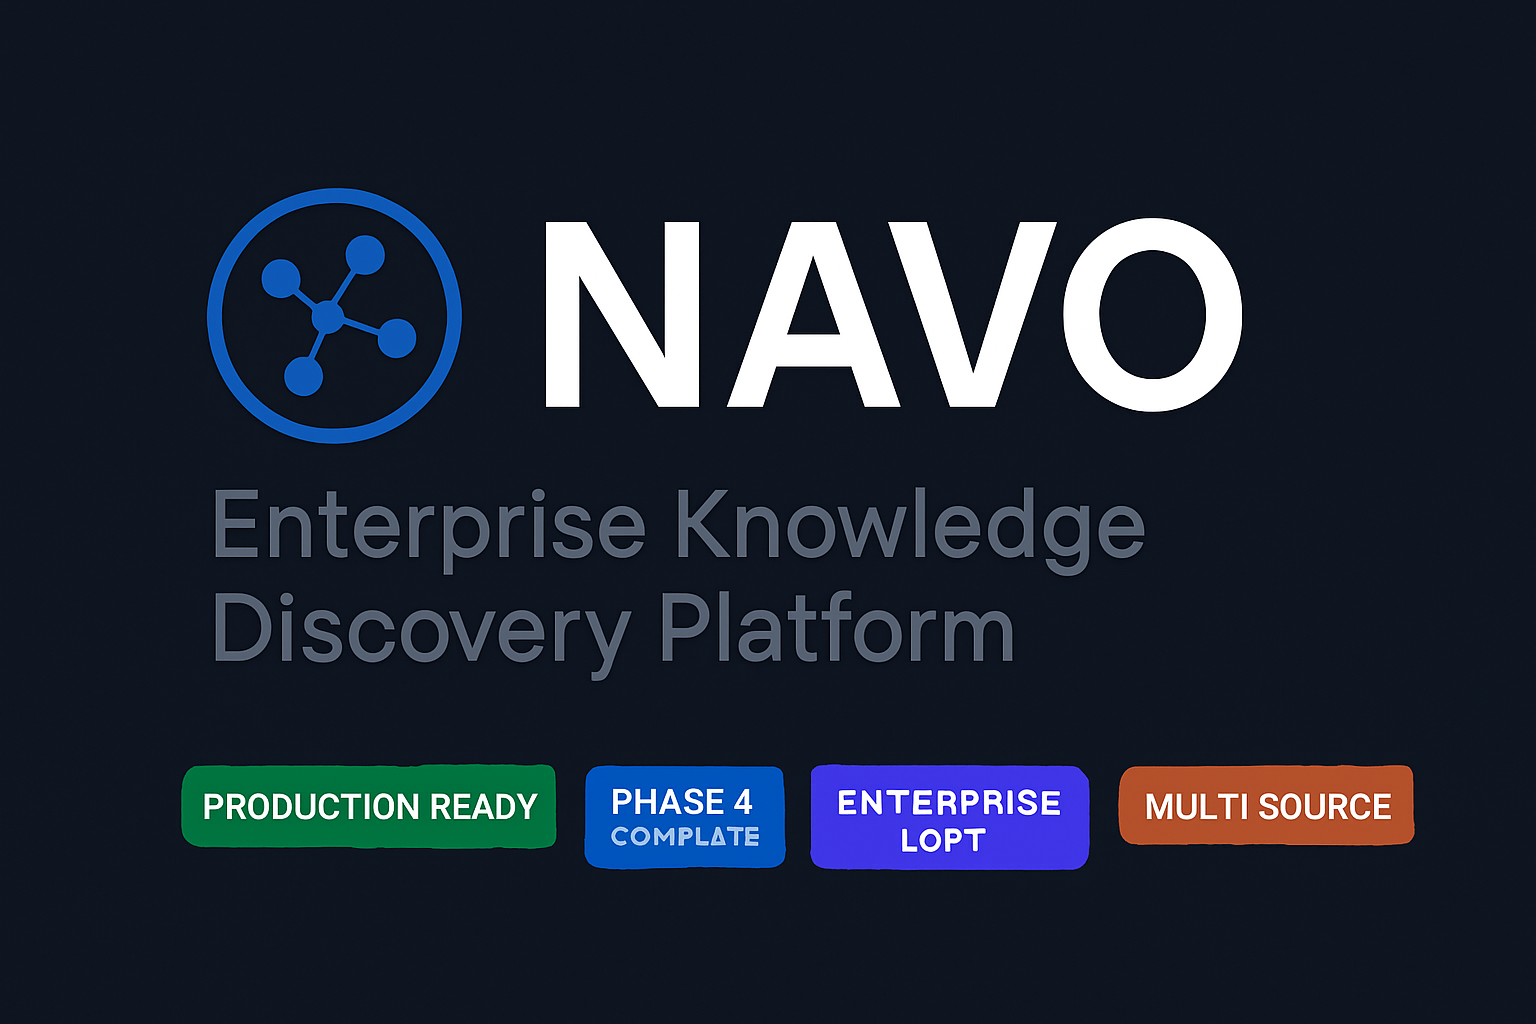 NAVO
Enterprise Knowledge
Discovery Platform
PRODUCTION READY
PHASE 4
COMPLATE
ENTERPRISE
LOPT
MULTI SOURCE